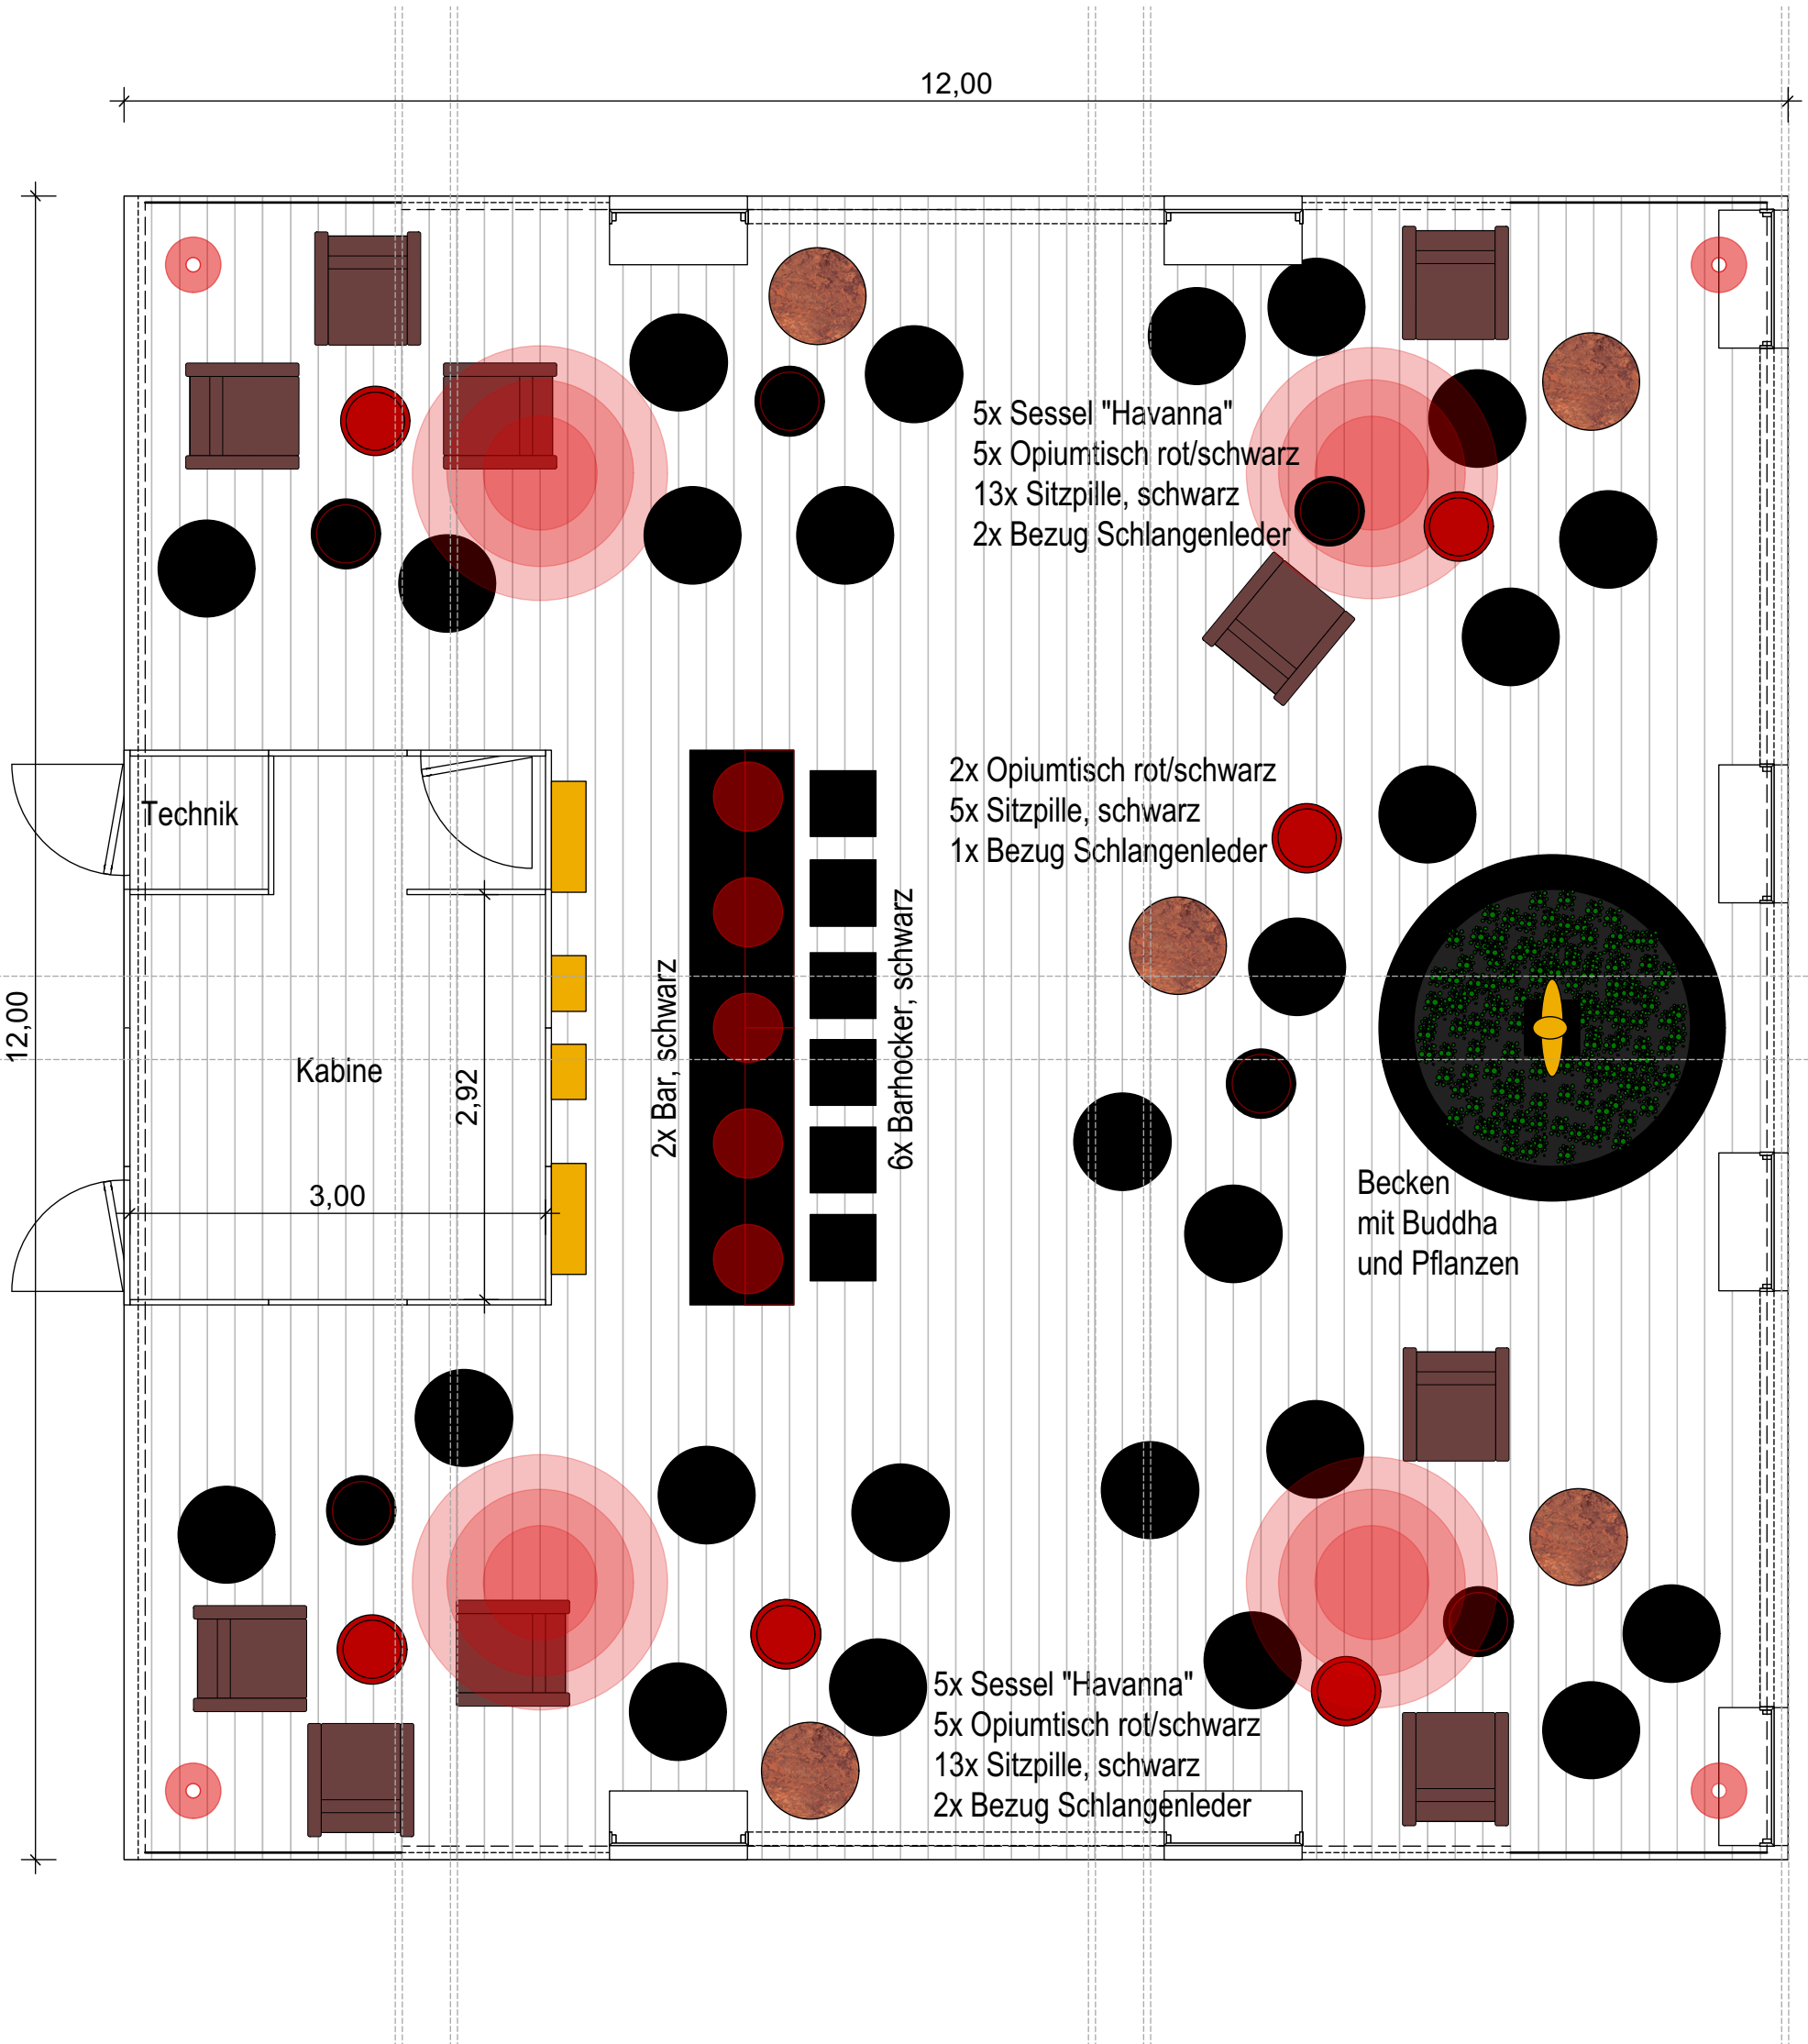 12,00
5x Sessel "Havanna"
5x Opiumtisch rot/schwarz
13x Sitzpille, schwarz
2x Bezug Schlangenleder
Technik
2x Opiumtisch rot/schwarz
5x Sitzpille, schwarz
1x Bezug Schlangenleder
12,00
Kabine
2,92
3,00
2x Bar, schwarz
6x Barhocker, schwarz
Becken
mit Buddha
und Pflanzen
5x Sessel "Havanna"
5x Opiumtisch rot/schwarz
13x Sitzpille, schwarz
2x Bezug Schlangenleder